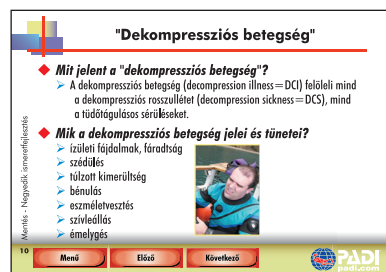 "Dekompressziós betegség"
Mit jelent a "dekompressziós betegség"?
A dekompressziós betegség (decompression illness=DCI) felöleli mind
a dekompressziós rosszullétet (decompression sickness=DCS), mind
a tüdőtágulásos sérüléseket.
Mik a dekompressziós betegség jelei és tünetei?
ízületi fájdalmak, fáradtság
szédülés
túlzott kimerültség
bénulás
eszméletvesztés
szívleállás
émelygés
Mentés - Negyedik ismeretfejlesztés
10
Menü
Előző
Következő
PADI
padi.com